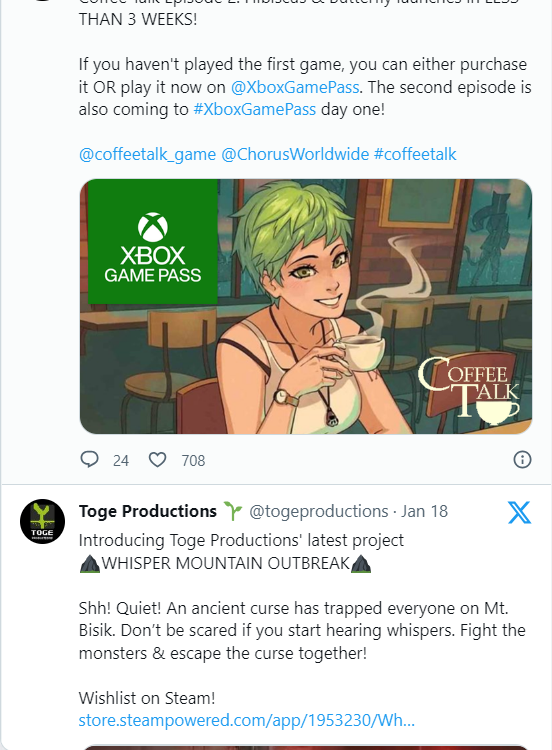 Coffee Talk Episode 2: Hibiscus & Butterfly launches in LESS
THAN 3 WEEKS!
If you haven't played the first game, you can either purchase
it OR play it now on @XboxGamePass. The second episode is
also coming to #XboxGamePass day one!
@coffeetalk_game @ChorusWorldwide #coffeetalk
XBOX
GAME PASS
COFFEE
TALK
24 708
TOGE
Toge Productions @togeproductions · Jan 18
Introducing Toge Productions' latest project
WHISPER MOUNTAIN OUTBREAK
Shh! Quiet! An ancient curse has trapped everyone on Mt.
Bisik. Don’t be scared if you start hearing whispers. Fight the
monsters & escape the curse together!
Wishlist on Steam!
store.steampowered.com/app/1953230/Wh…